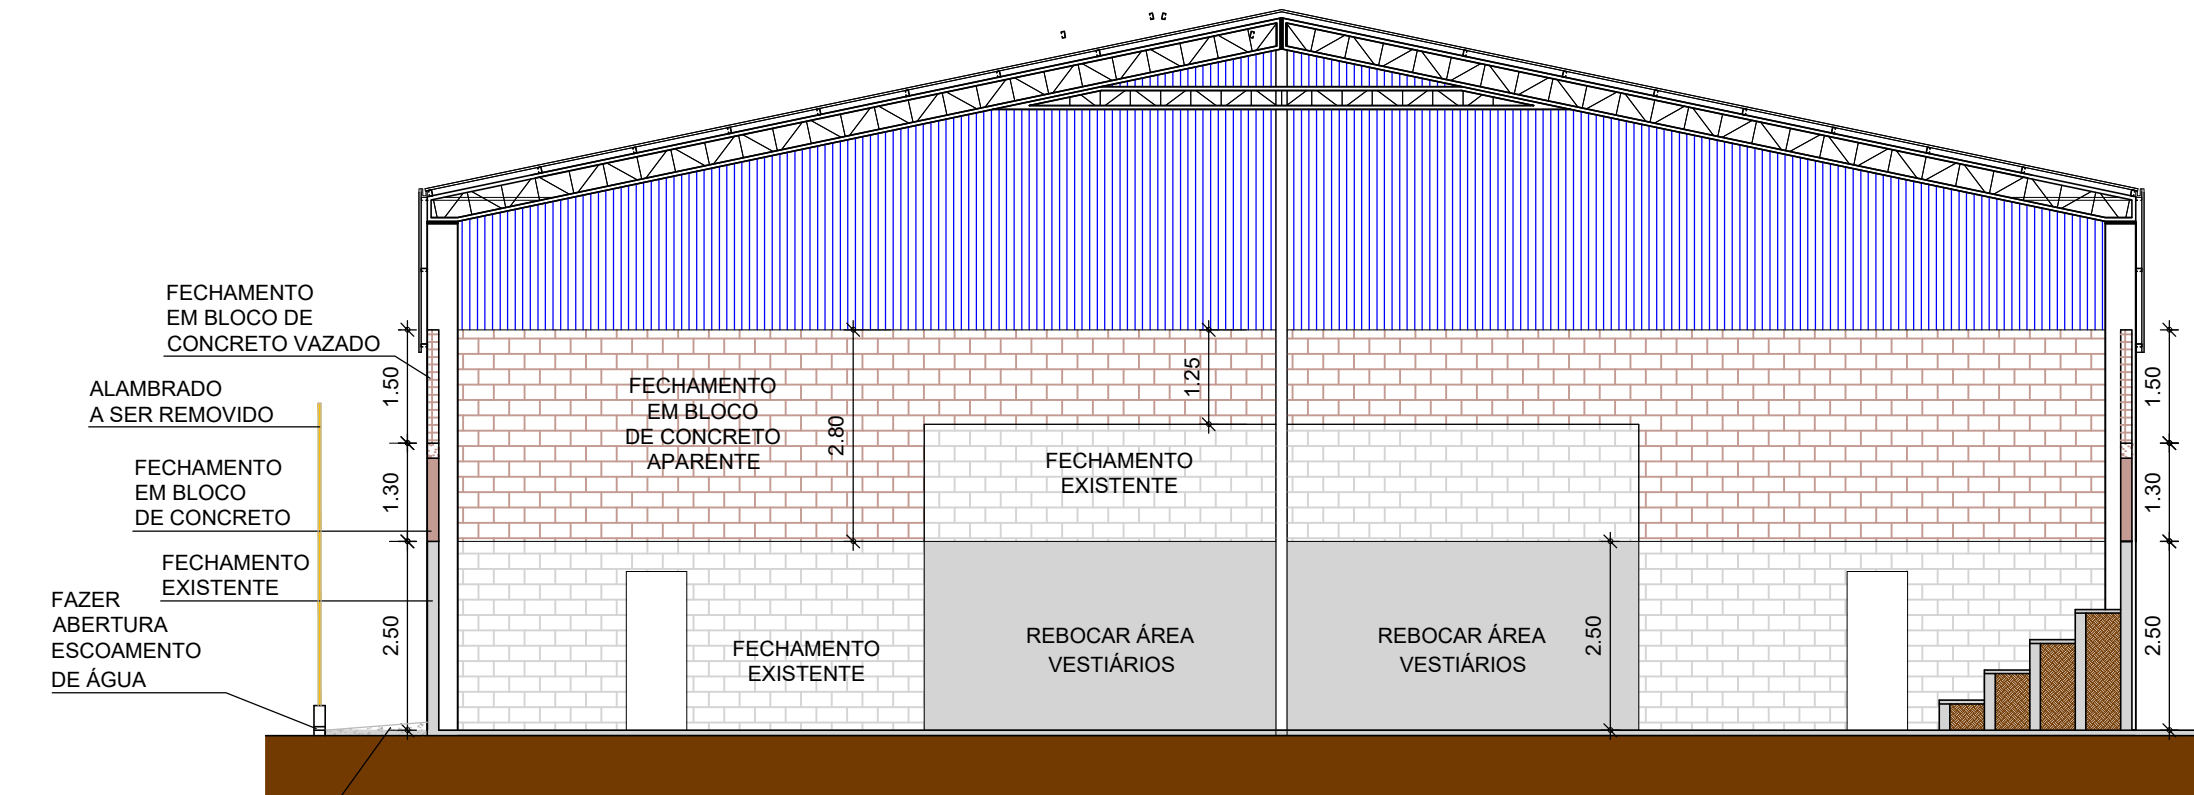 FECHAMENTO
EM BLOCO DE
CONCRETO VAZADO
ALAMBRADO
A SER REMOVIDO
FECHAMENTO
EM BLOCO
DE CONCRETO
FECHAMENTO
EXISTENTE
FAZER
ABERTURA
ESCOAMENTO
DE ÁGUA
1.50
1.30
2.50
FECHAMENTO
EM BLOCO
DE CONCRETO
APARENTE
2.80
1.25
FECHAMENTO
EXISTENTE
FECHAMENTO
EXISTENTE
REBOCAR ÁREA
VESTIÁRIOS
REBOCAR ÁREA
VESTIÁRIOS
2.50
1.50
1.30
2.50